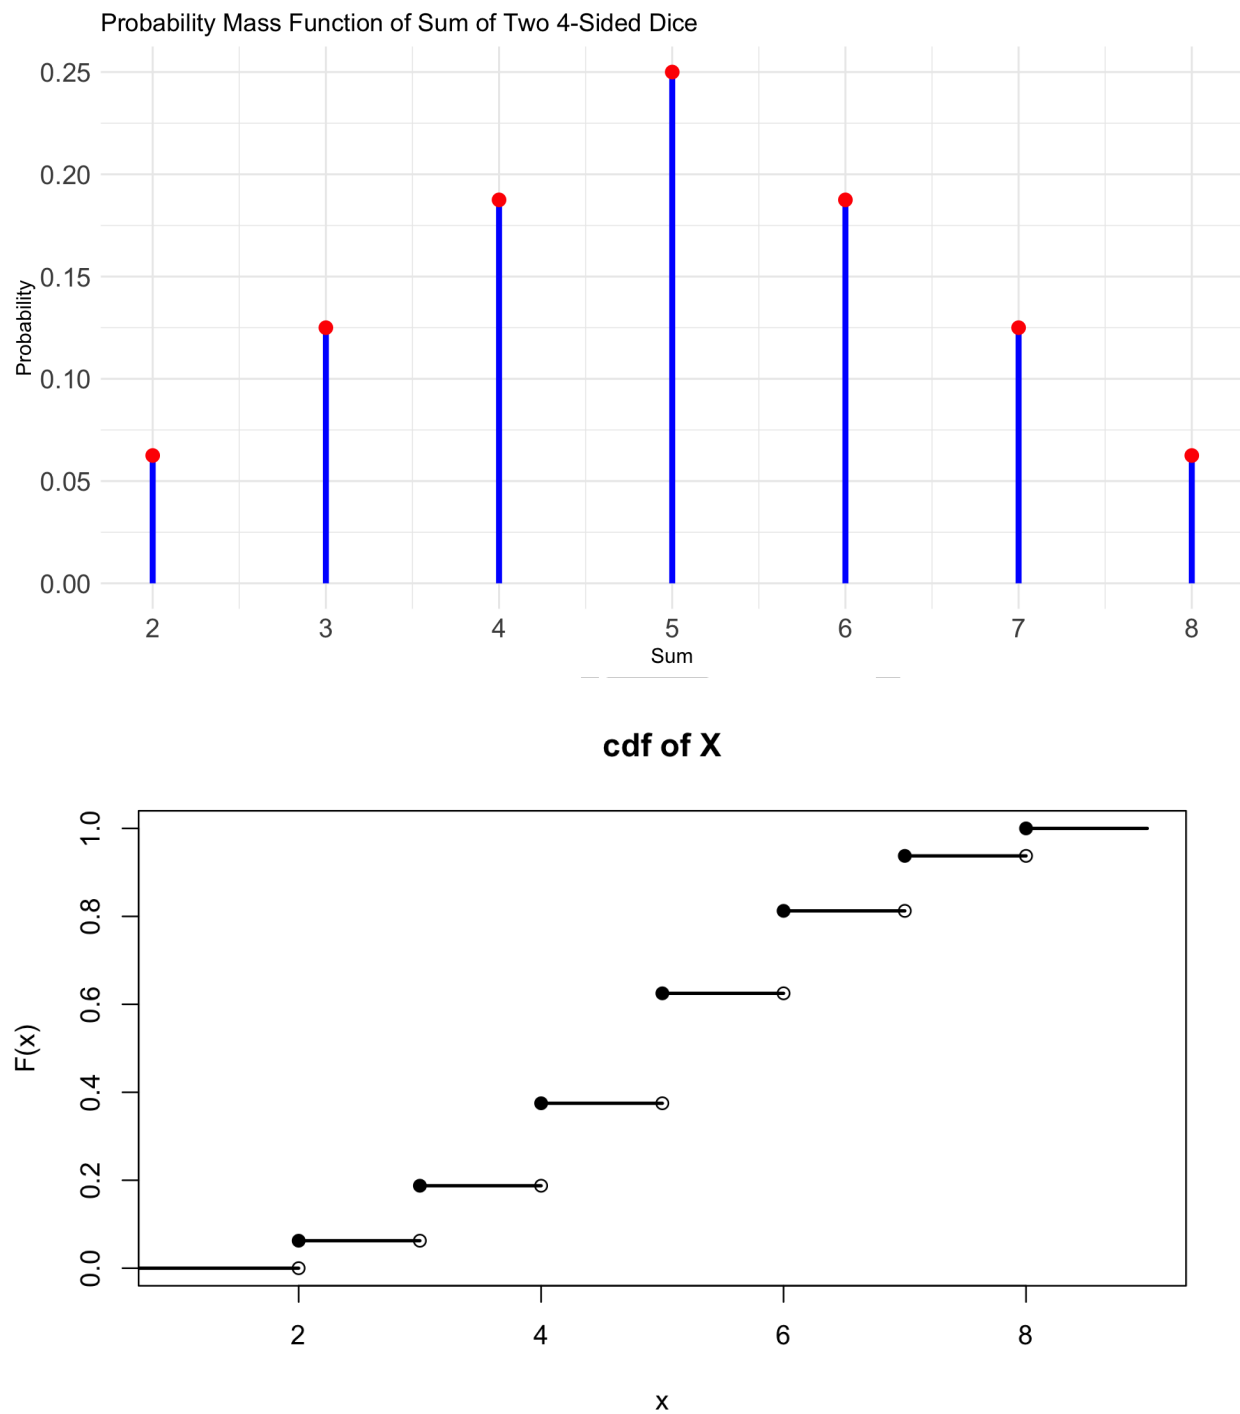 Probability Mass Function of Sum of Two 4-Sided Dice
0.25
0.20
0.15
0.10
0.05
0.00
Probability
2 3 4 5 6 7 8
Sum
cdf of X
1.0
0.8
0.6
0.4
0.2
0.0
F(x)
2 4 6 8
x